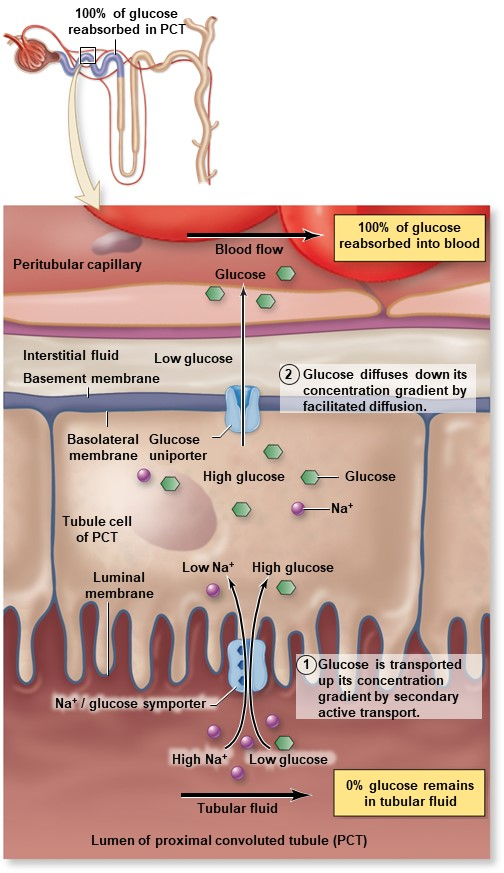 100% of glucose
reabsorbed in PCT
100% of glucose
reabsorbed into blood
Blood flow
Peritubular capillary
Glucose
Interstitial fluid
Low glucose
Basement membrane
2 Glucose diffuses down its
concentration gradient by
facilitated diffusion.
Basolateral
membrane
Glucose
uniporter
High glucose
Glucose
Na⁺
Tubule cell
of PCT
Low Na⁺
High glucose
Luminal
membrane
1 Glucose is transported
up its concentration
gradient by secondary
active transport.
Na⁺ / glucose symporter
High Na⁺
Low glucose
0% glucose remains
in tubular fluid
Tubular fluid
Lumen of proximal convoluted tubule (PCT)